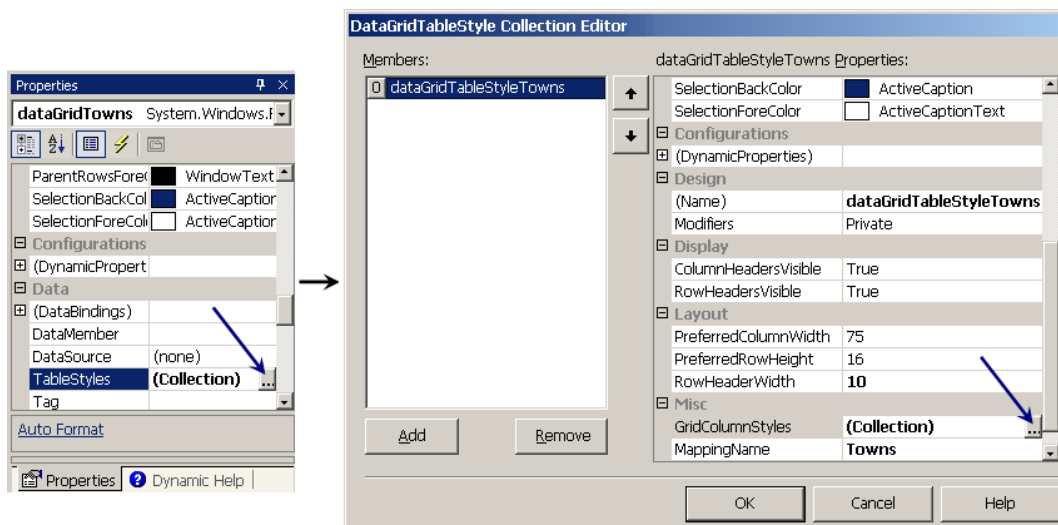 Properties
dataGridTowns System.Windows.F
ParentRowsFore( WindowText
SelectionBackCol ActiveCaption
SelectionForeColo ActiveCaption
Configurations
(DynamicPropert
Data
(DataBindings)
DataMember
DataSource (none)
TableStyles (Collection) ...
Tag
Auto Format
Properties Dynamic Help
DataGridTableStyle Collection Editor
Members:
0 dataGridTableStyleTowns
Add Remove
dataGridTableStyleTowns Properties:
SelectionBackColor ActiveCaption
SelectionForeColor ActiveCaptionText
Configurations
(DynamicProperties)
Design
(Name) dataGridTableStyleTowns
Modifiers Private
Display
ColumnHeadersVisible True
RowHeadersVisible True
Layout
PreferredColumnWidth 75
PreferredRowHeight 16
RowHeaderWidth 10
Misc
GridColumnStyles (Collection) ...
MappingName Towns
OK Cancel Help